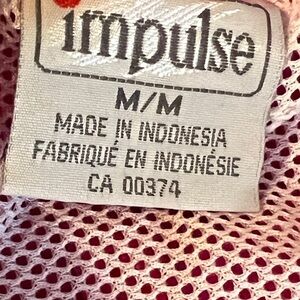 impulse
M/M
MADE IN INDONESIA
FABRIQUÉ EN INDONÉSIE
CA 00374